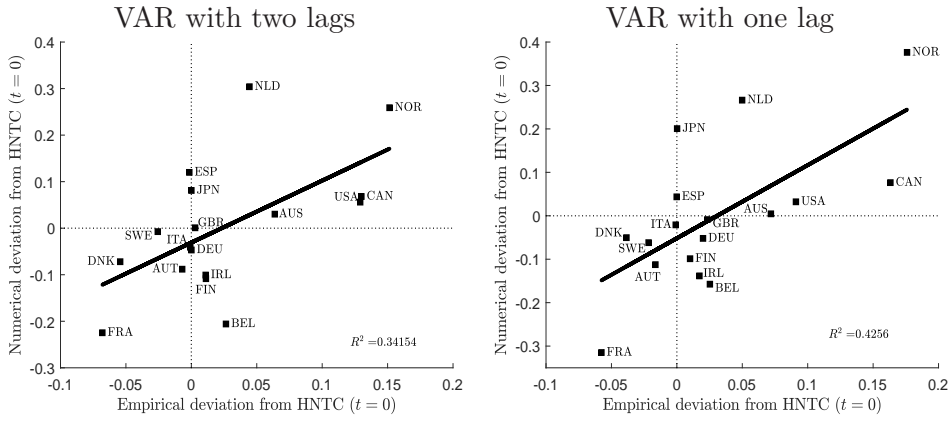 VAR with two lags
Numerical deviation from HNTC (t = 0)
0.4
0.3
0.2
0.1
0
-0.1
-0.2
-0.3
NLD
NOR
ESP
JPN
USA
CAN
AUS
GBR
SWE
ITA
DEU
DNK
AUT
IRL
FIN
BEL
FRA
R² =0.34154
-0.1
-0.05
0
0.05
0.1
0.15
0.2
Empirical deviation from HNTC (t = 0)
VAR with one lag
Numerical deviation from HNTC (t = 0)
0.4
0.3
0.2
0.1
0
-0.1
-0.2
-0.3
NOR
NLD
JPN
CAN
ESP
USA
AUS
GBR
ITA
DNK
DEU
SWE
FIN
AUT
IRL
BEL
FRA
R² =0.4256
-0.1
-0.05
0
0.05
0.1
0.15
0.2
Empirical deviation from HNTC (t = 0)